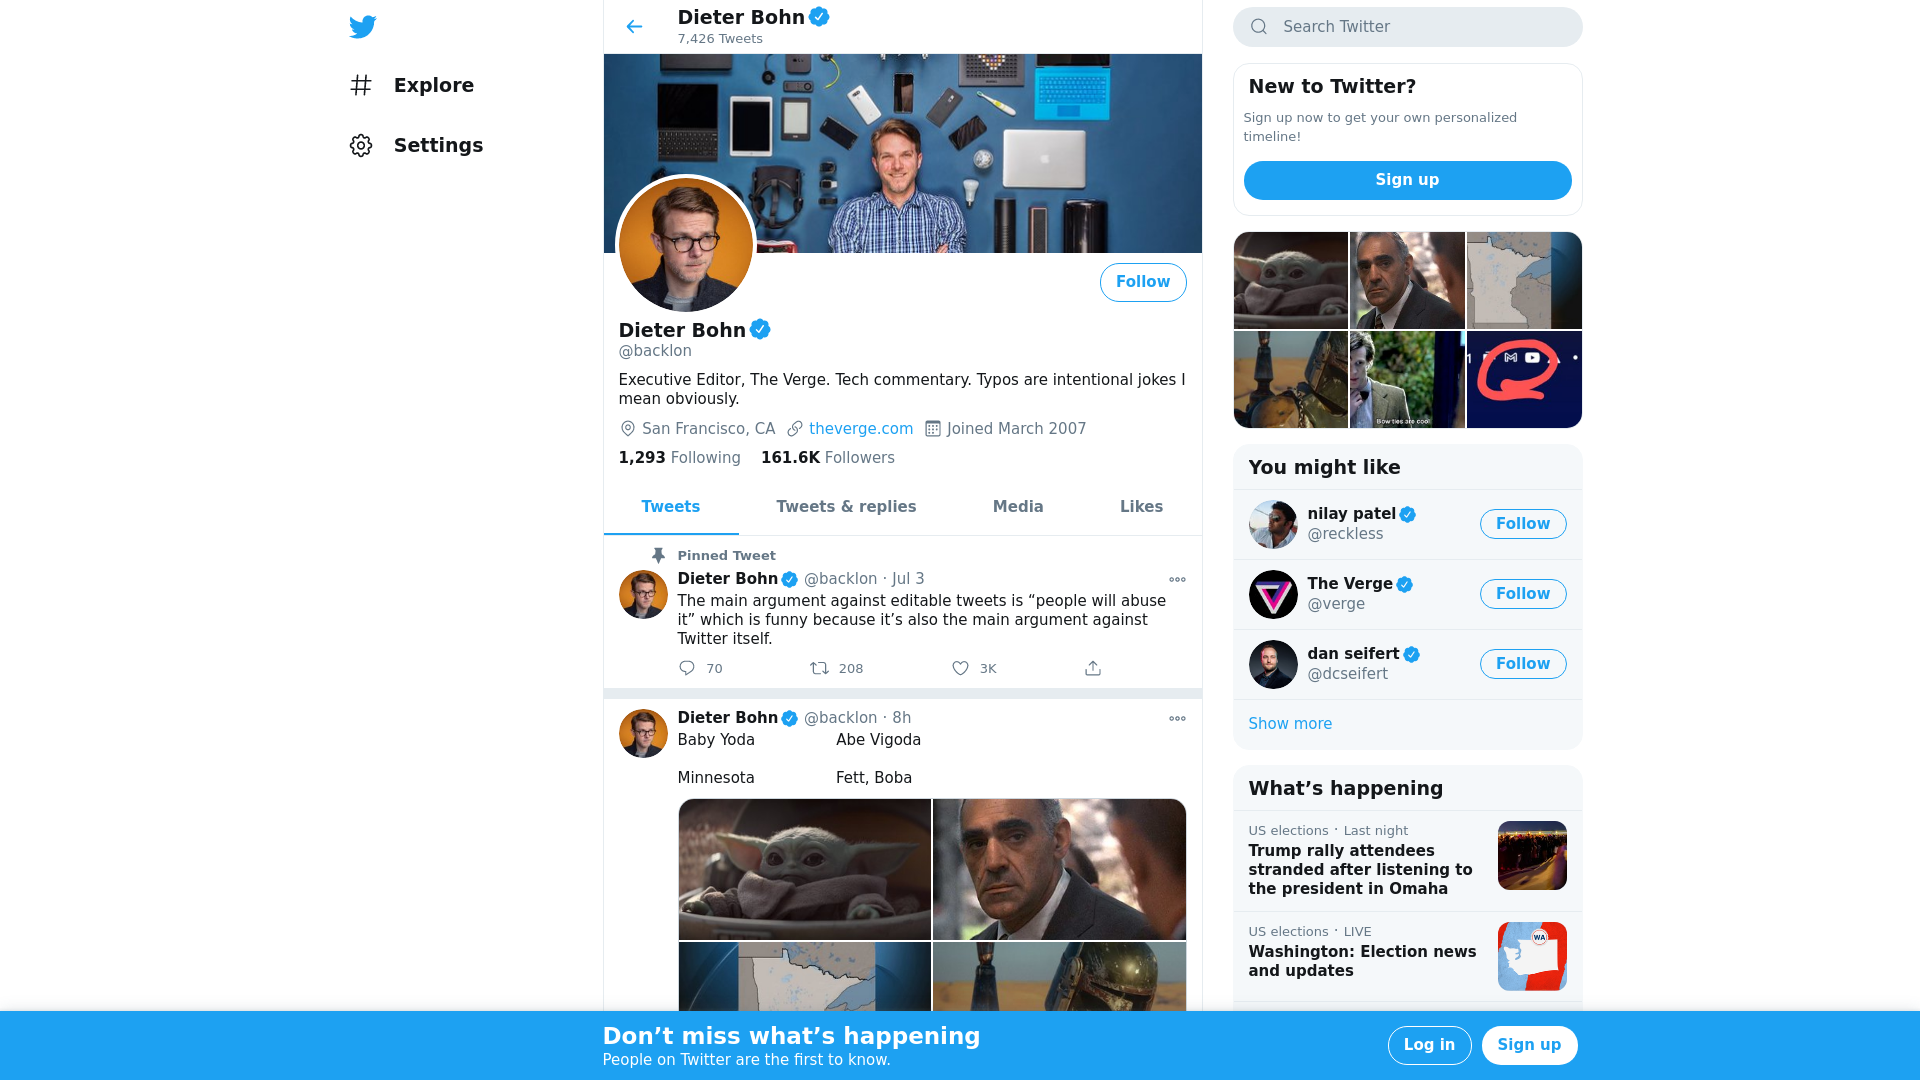 Explore
Settings
Dieter Bohn
7,426 Tweets
Follow
Dieter Bohn
@backlon
Executive Editor, The Verge. Tech commentary. Typos are intentional jokes I
mean obviously.
San Francisco, CA theverge.com Joined March 2007
1,293 Following 161.6K Followers
Tweets Tweets & replies Media Likes
Pinned Tweet
Dieter Bohn @backlon · Jul 3
The main argument against editable tweets is “people will abuse
it” which is funny because it’s also the main argument against
Twitter itself.
70 208 3K
Dieter Bohn @backlon · 8h
Baby Yoda Abe Vigoda
Minnesota Fett, Boba
Search Twitter
New to Twitter?
Sign up now to get your own personalized
timeline!
Sign up
Bow ties are cool
You might like
nilay patel
@reckless
Follow
The Verge
@verge
Follow
dan seifert
@dcseifert
Follow
Show more
What’s happening
US elections · Last night
Trump rally attendees
stranded after listening to
the president in Omaha
US elections · LIVE
Washington: Election news
and updates
WA
Don’t miss what’s happening
People on Twitter are the first to know.
Log in Sign up